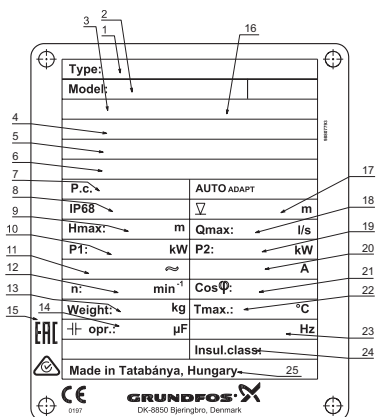 3 2 1 16
Type:
Model:
4
5
6
7 P.c. AUTO ADAPT
8 IP68 m 17
9 Hmax: m Qmax: l/s 18
10 P1: kW P2: kW 19
11 ≂ A 20
12 n: min⁻¹ Cosφ: 21
13 Weight: kg Tmax.: °C 22
14 opr.: µF Hz 23
15 EAC Insul.class: 24
Made in Tatabánya, Hungary 25
CE 0197 GRUNDFOS
DK-8850 Bjeringbro, Denmark